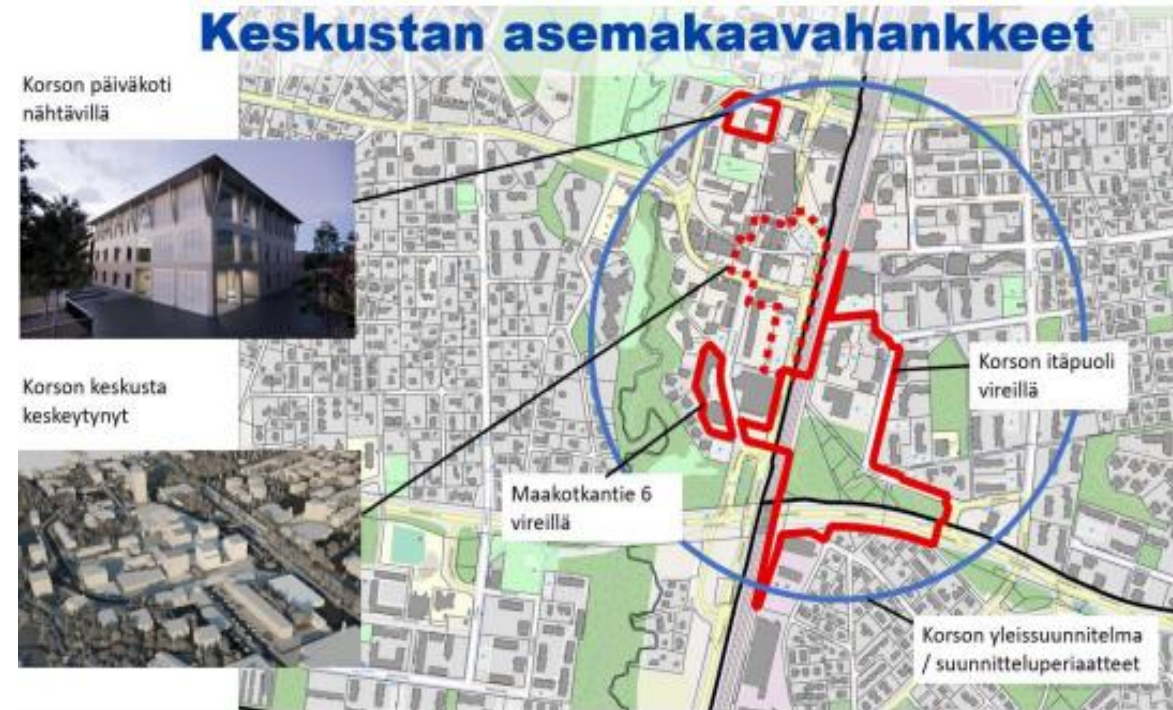 Keskustan asemakaavahankkeet
Korson päiväkoti
nähtävillä
Korson keskusta
keskeytynyt
Korson itäpuoli
vireillä
Maakotkantie 6
vireillä
Korson yleissuunnitelma
/ suunnitteluperiaatteet